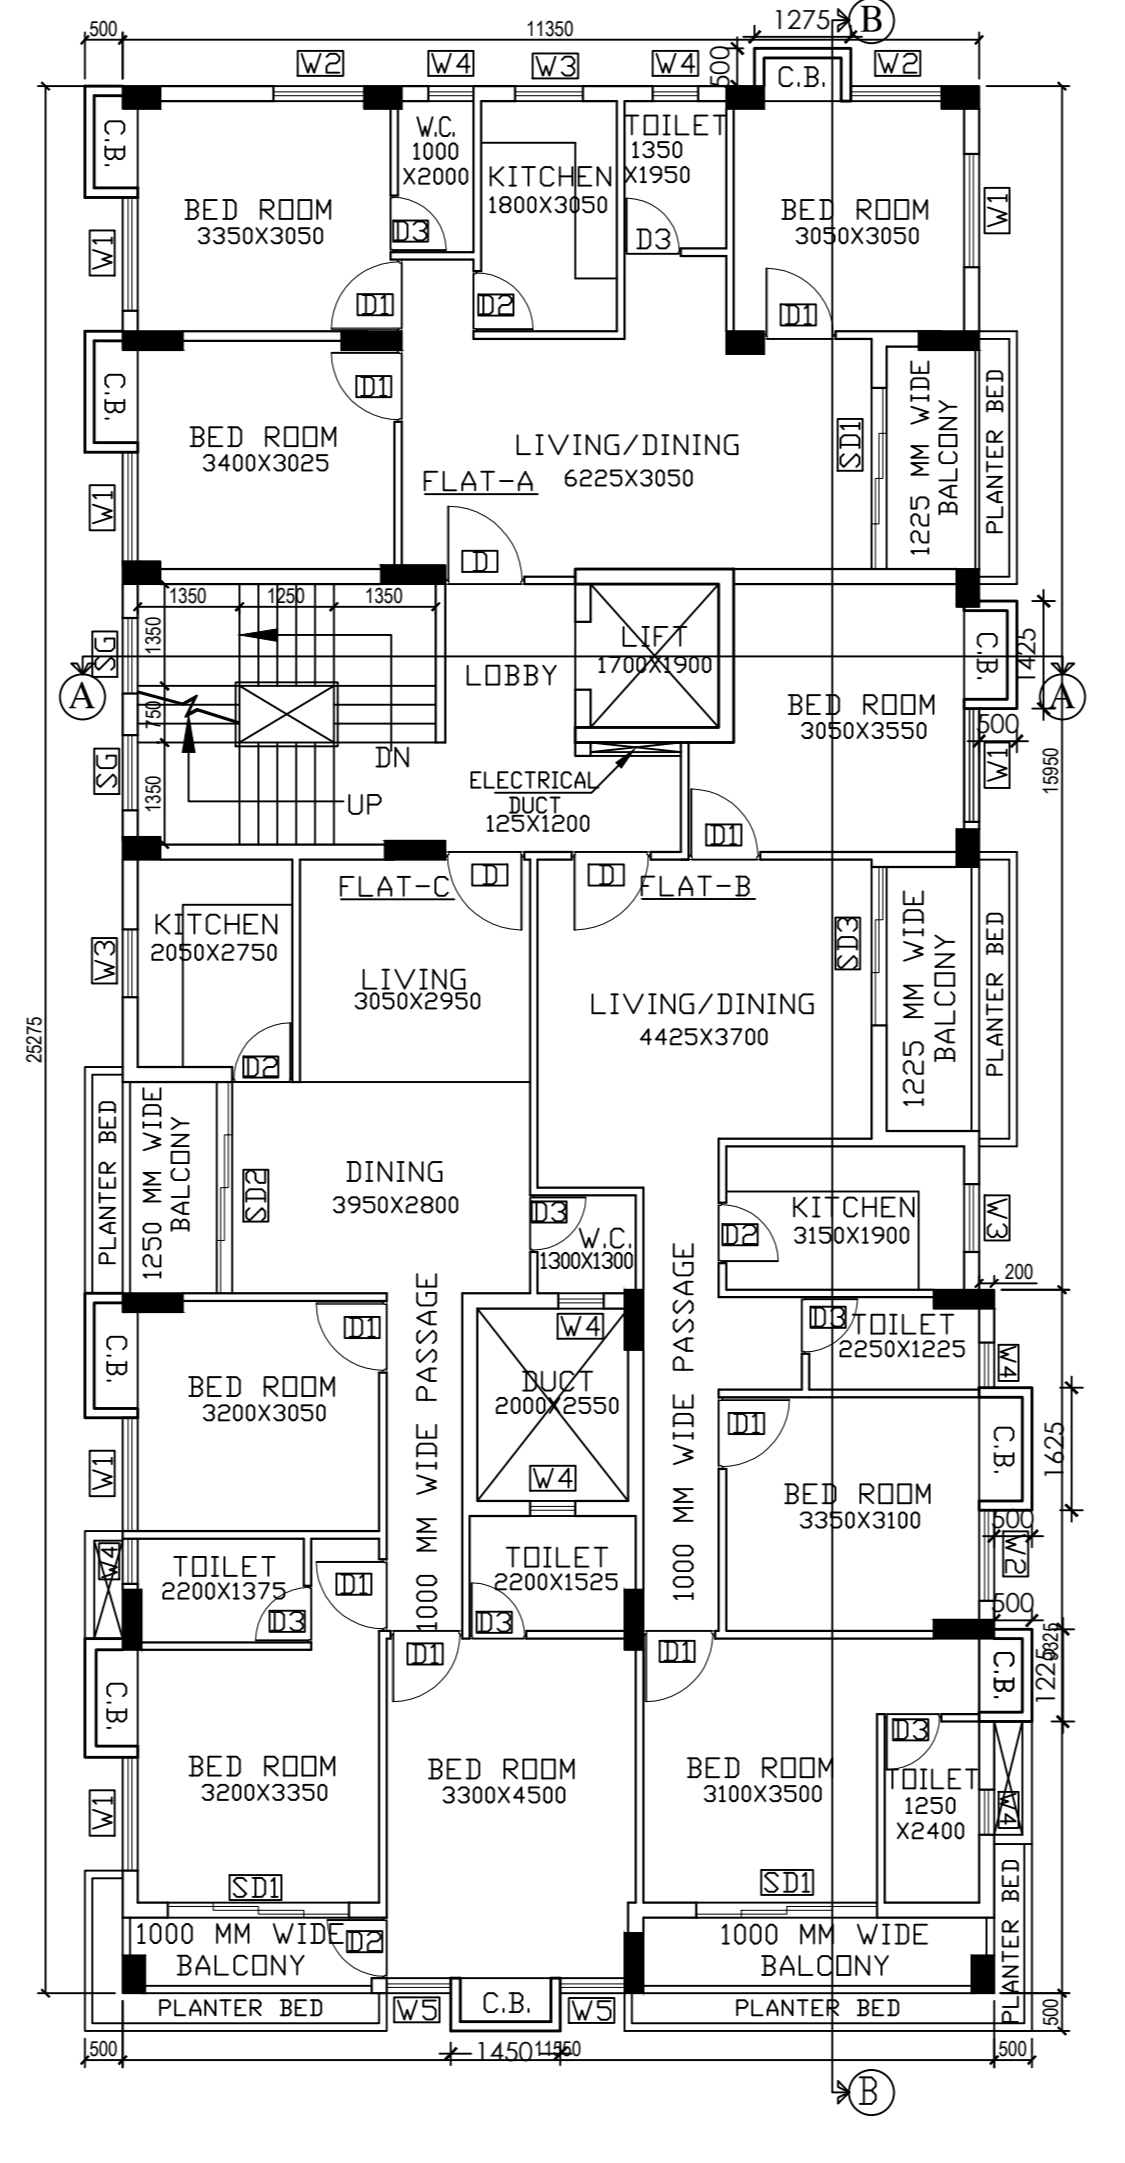 1275
B
500
11350
500
W2
W4
W3
W4
C.B.
W2
C.B.
W.C.
1000
X2000
KITCHEN
1800X3050
TOILET
1350
X1950
BED ROOM
3350X3050
BED ROOM
3050X3050
W1
W1
D3
D3
D1
D2
D1
C.B.
D1
BED ROOM
3400X3025
LIVING/DINING
6225X3050
FLAT-A
SD1
1225 MM WIDE
BALCONY
PLANTER BED
W1
D
1350
1250
1350
1350
SG
LIFT
1700X1900
LOBBY
C.B.
1425
A
A
750
BED ROOM
3050X3550
500
DN
SG
W1
15950
1350
UP
ELECTRICAL
DUCT
125X1200
D1
FLAT-C
D
D
FLAT-B
KITCHEN
2050X2750
W3
LIVING
3050X2950
SD3
LIVING/DINING
4425X3700
1225 MM WIDE
BALCONY
PLANTER BED
25275
D2
PLANTER BED
1250 MM WIDE
BALCONY
SD2
DINING
3950X2800
D3
W.C.
1300X1300
D2
KITCHEN
3150X1900
W3
200
1000 MM WIDE PASSAGE
1000 MM WIDE PASSAGE
C.B.
D1
W4
D3
TOILET
2250X1225
W4
BED ROOM
3200X3050
DUCT
2000X2550
D1
C.B.
1625
W1
W4
BED ROOM
3350X3100
500
W4
TOILET
2200X1375
D1
TOILET
2200X1525
W2
D3
D3
500
9325
D1
D1
C.B.
1225
C.B.
D3
BED ROOM
3200X3350
BED ROOM
3300X4500
BED ROOM
3100X3500
TOILET
1250
X2400
W4
W1
SD1
SD1
PLANTER BED
1000 MM WIDE
BALCONY
D2
1000 MM WIDE
BALCONY
PLANTER BED
W5
C.B.
W5
PLANTER BED
500
500
1450
11550
500
B